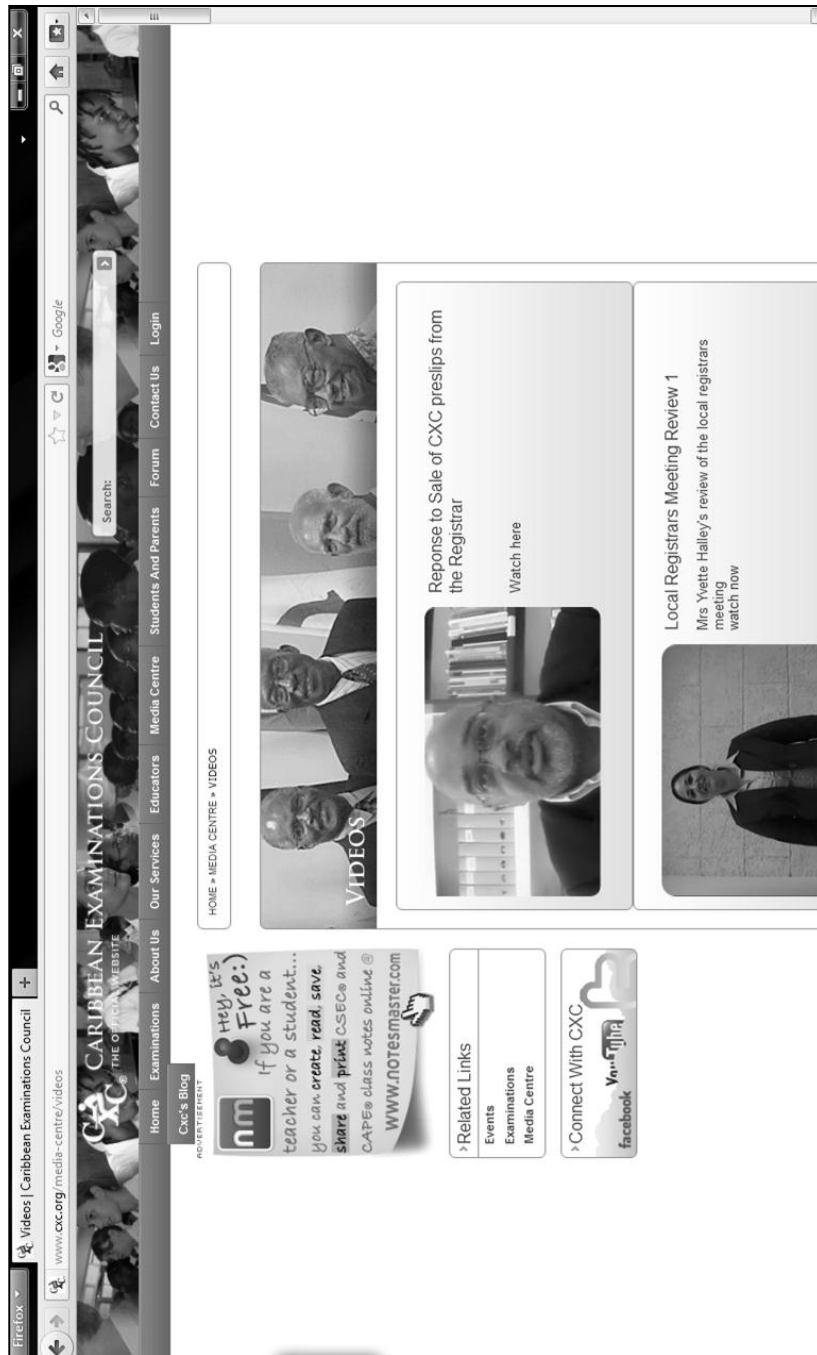 Firefox
Videos | Caribbean Examinations Council
+
www.cxc.org/media-centre/videos
Google
CXC® CARIBBEAN EXAMINATIONS COUNCIL
THE OFFICIAL WEBSITE
Search:
Home
Examinations
About Us
Our Services
Educators
Media Centre
Students And Parents
Forum
Contact Us
Login
Cxc's Blog
ADVERTISEMENT
nm
Hey, it's
Free:)
If you are a
teacher or a student...
you can create, read, save,
share and print CSEC® and
CAPE® class notes online @
www.notesmaster.com
›Related Links
Events
Examinations
Media Centre
›Connect With CXC
facebook
HOME » MEDIA CENTRE » VIDEOS
VIDEOS
Reponse to Sale of CXC preslips from
the Registrar
Watch here
Local Registrars Meeting Review 1
Mrs Yvette Halley's review of the local registrars
meeting
watch now